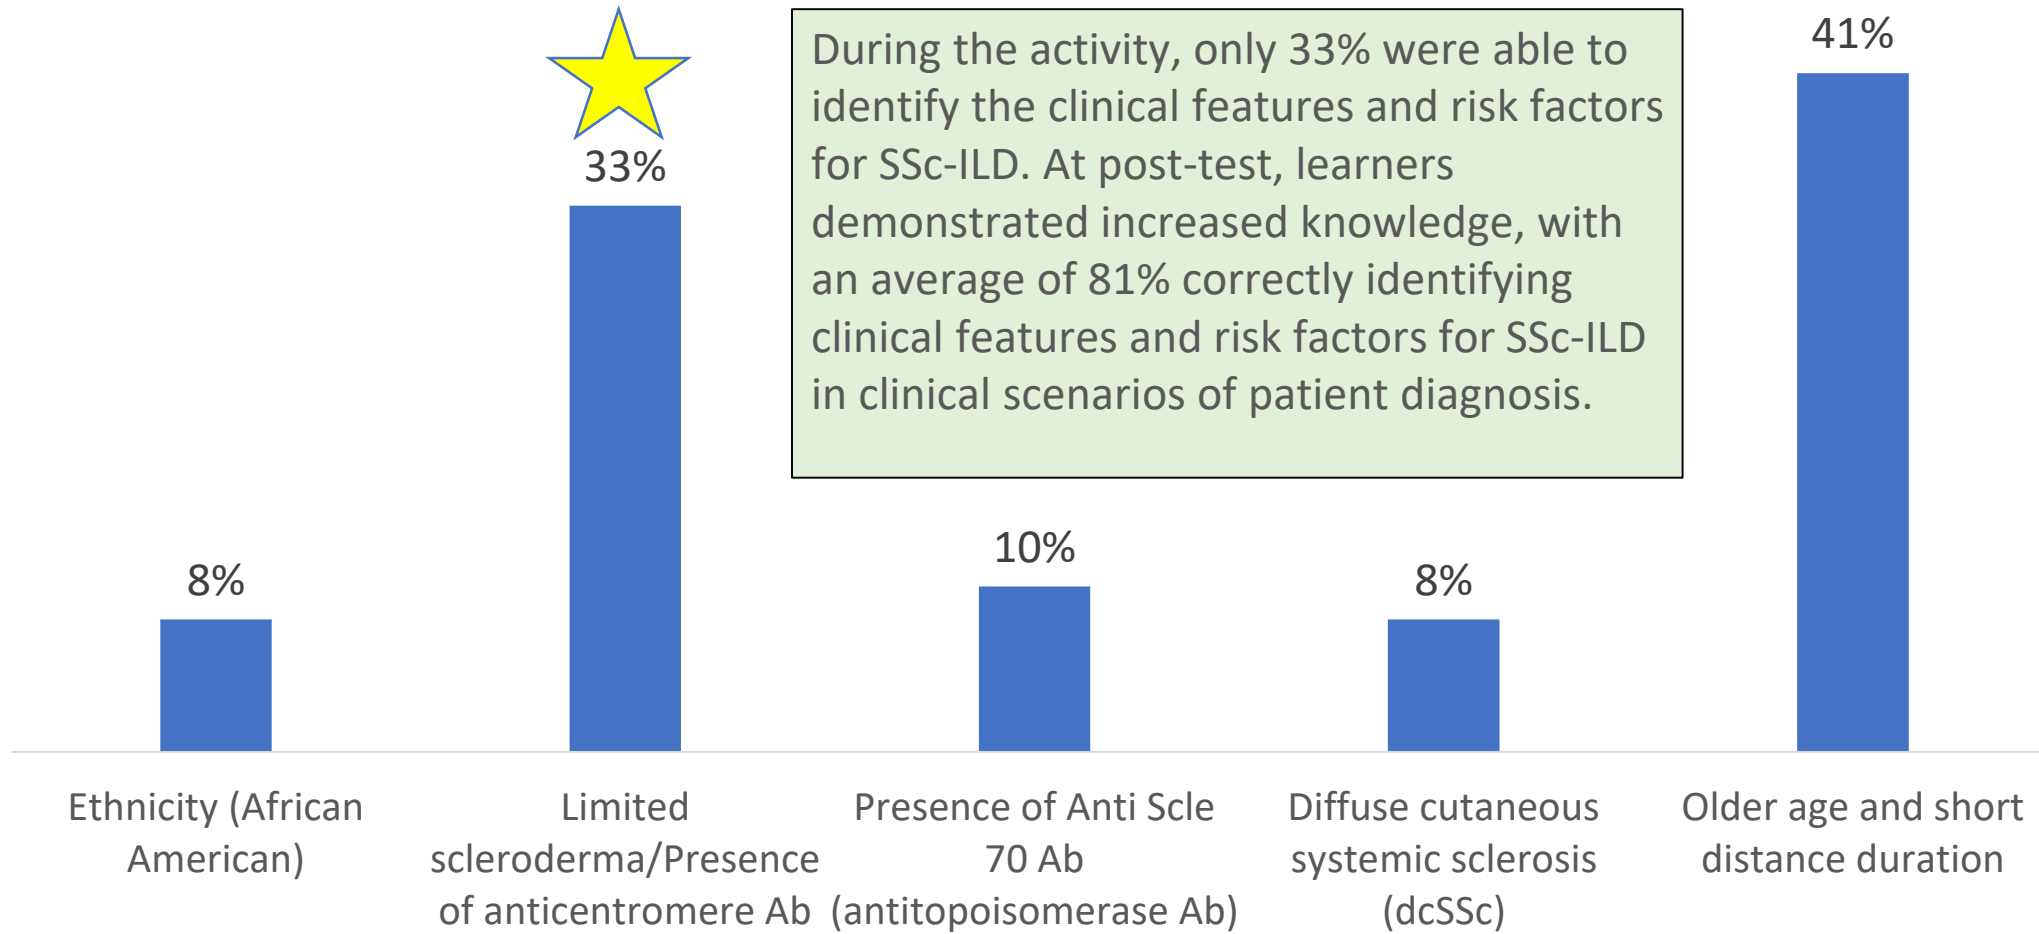 During the activity, only 33% were able to
identify the clinical features and risk factors
for SSc-ILD. At post-test, learners
demonstrated increased knowledge, with
an average of 81% correctly identifying
clinical features and risk factors for SSc-ILD
in clinical scenarios of patient diagnosis.
8%
33%
10%
8%
41%
Ethnicity (African
American)
Limited
scleroderma/Presence
of anticentromere Ab
Presence of Anti Scle
70 Ab
(antitopoisomerase Ab)
Diffuse cutaneous
systemic sclerosis
(dcSSc)
Older age and short
distance duration